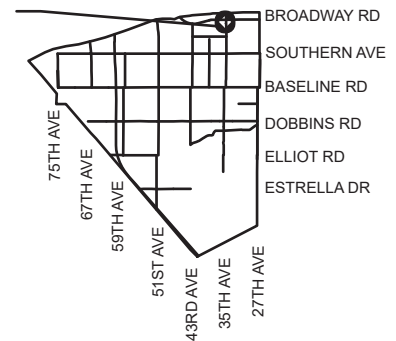 BROADWAY RD
SOUTHERN AVE
BASELINE RD
DOBBINS RD
ELLIOT RD
ESTRELLA DR
75TH AVE
67TH AVE
59TH AVE
51ST AVE
43RD AVE
35TH AVE
27TH AVE